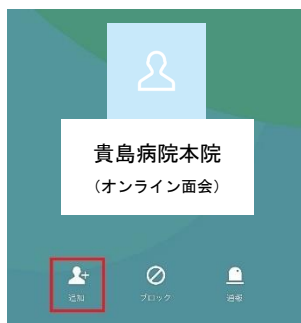 貴島病院本院
（オンライン面会）
追加
ブロック
通報